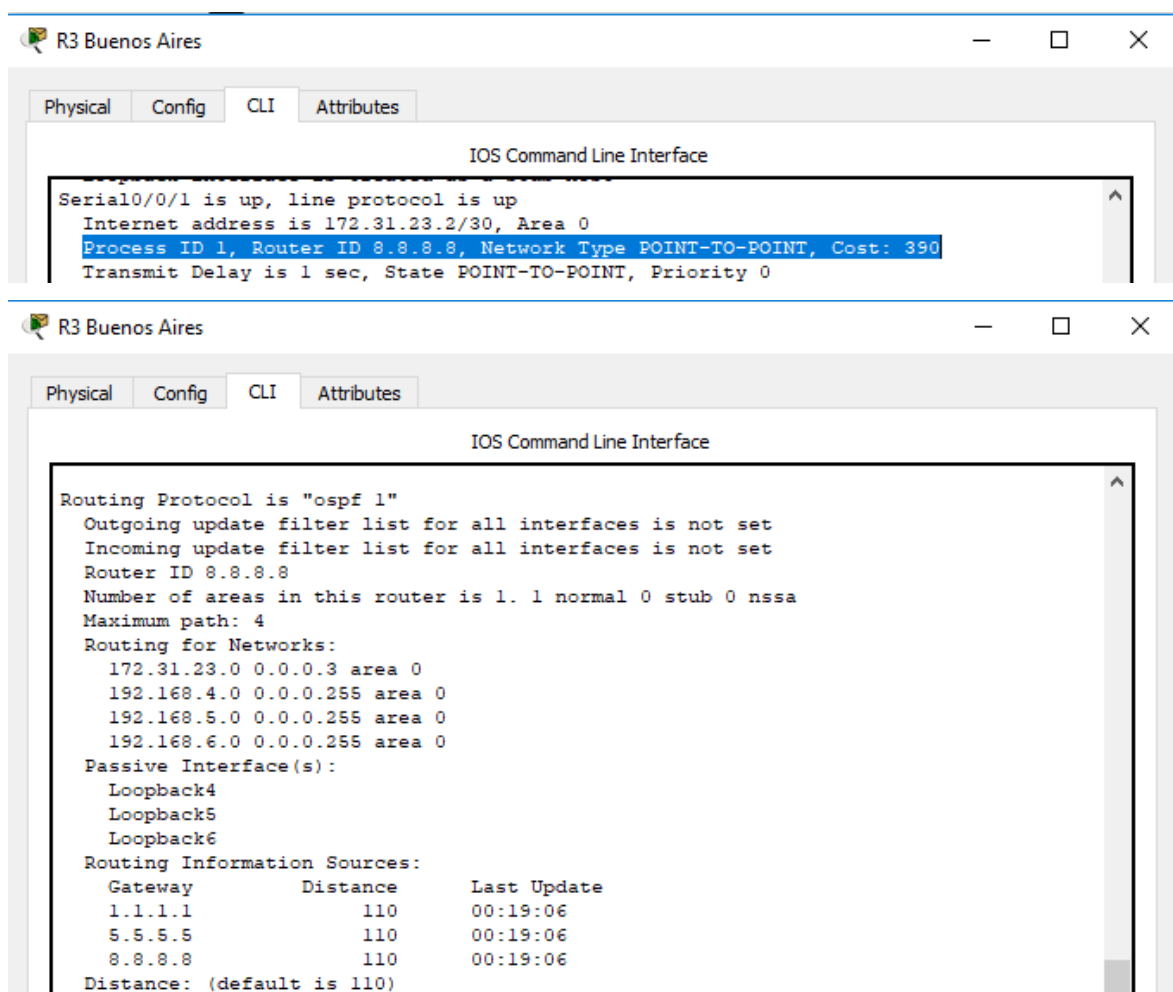 R3 Buenos Aires
Physical Config CLI Attributes
IOS Command Line Interface
Serial0/0/1 is up, line protocol is up
Internet address is 172.31.23.2/30, Area 0
Process ID 1, Router ID 8.8.8.8, Network Type POINT-TO-POINT, Cost: 390
Transmit Delay is 1 sec, State POINT-TO-POINT, Priority 0
R3 Buenos Aires
Physical Config CLI Attributes
IOS Command Line Interface
Routing Protocol is "ospf 1"
Outgoing update filter list for all interfaces is not set
Incoming update filter list for all interfaces is not set
Router ID 8.8.8.8
Number of areas in this router is 1. 1 normal 0 stub 0 nssa
Maximum path: 4
Routing for Networks:
172.31.23.0 0.0.0.3 area 0
192.168.4.0 0.0.0.255 area 0
192.168.5.0 0.0.0.255 area 0
192.168.6.0 0.0.0.255 area 0
Passive Interface(s):
Loopback4
Loopback5
Loopback6
Routing Information Sources:
Gateway Distance Last Update
1.1.1.1 110 00:19:06
5.5.5.5 110 00:19:06
8.8.8.8 110 00:19:06
Distance: (default is 110)